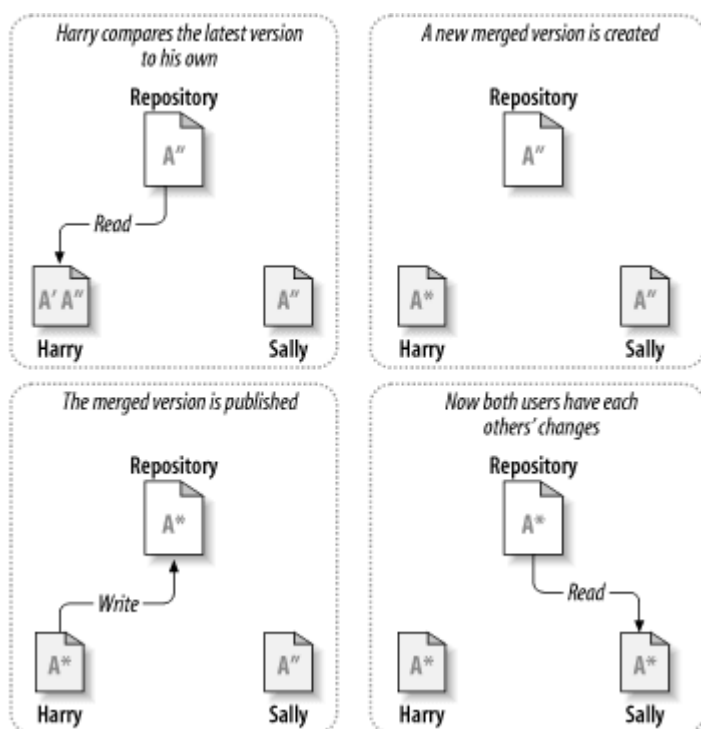 Harry compares the latest version
to his own
Repository
A″
Read
A′ A″
A″
Harry
Sally
A new merged version is created
Repository
A″
A*
A″
Harry
Sally
The merged version is published
Repository
A*
Write
A*
A″
Harry
Sally
Now both users have each
others’ changes
Repository
A*
Read
A*
A*
Harry
Sally